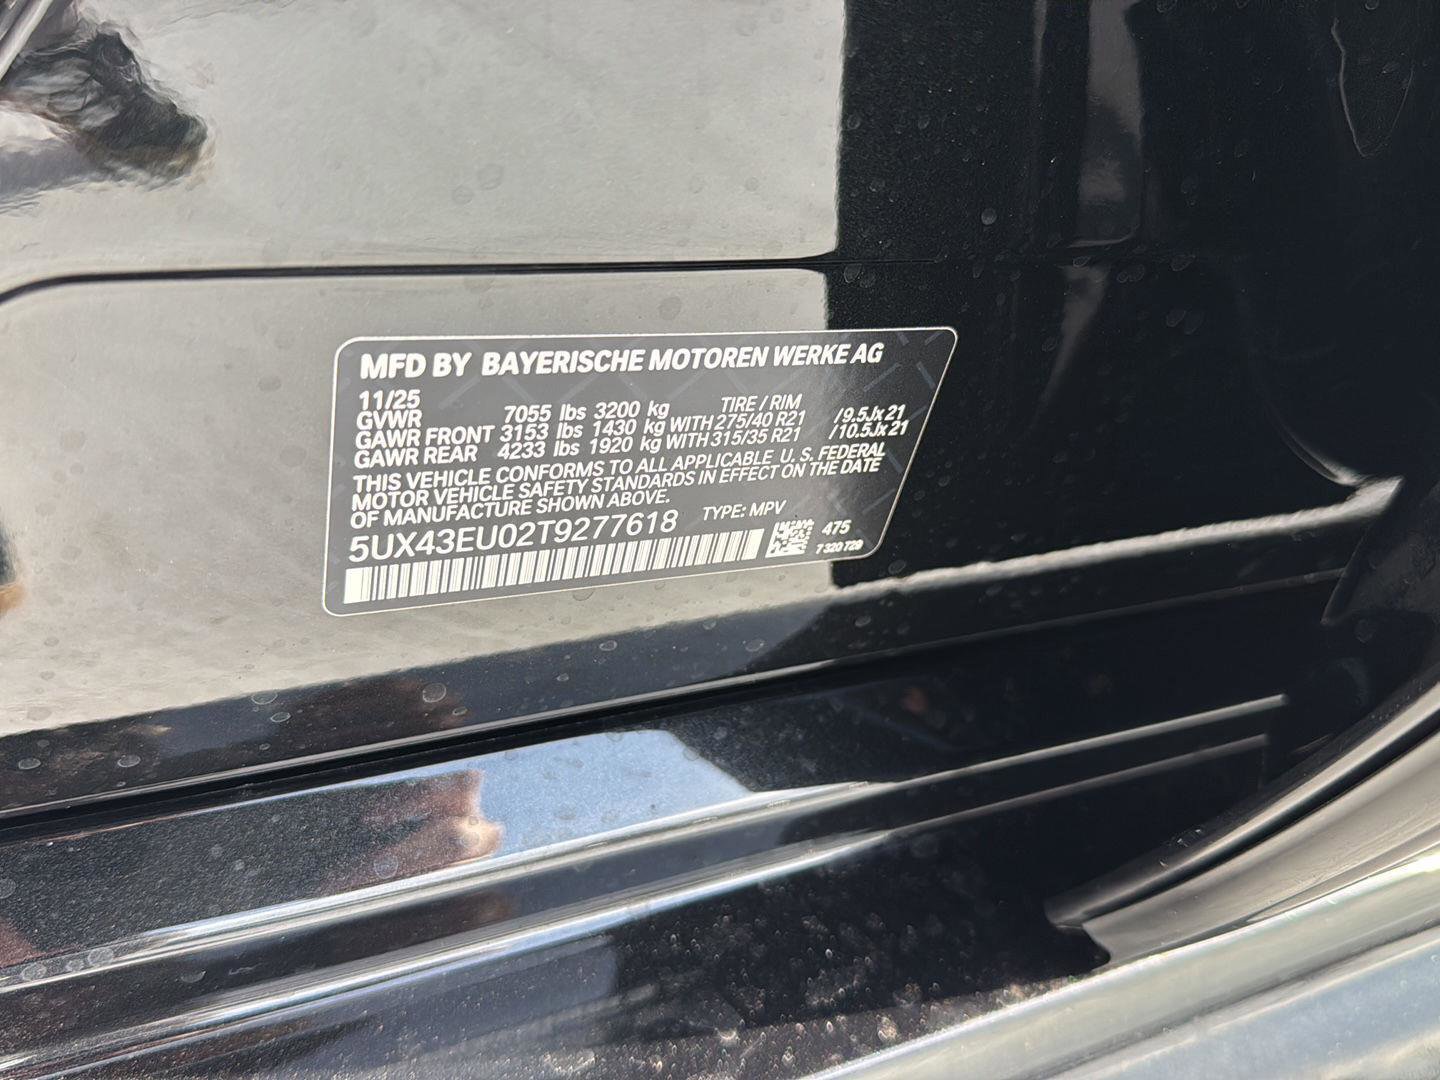 MFD BY BAYERISCHE MOTOREN WERKE AG
11/25 TIRE / RIM
GVWR 7055 lbs 3200 kg
GAWR FRONT 3153 lbs 1430 kg WITH 275/40 R21 /9.5Jx21
GAWR REAR 4233 lbs 1920 kg WITH 315/35 R21 /10.5Jx21
THIS VEHICLE CONFORMS TO ALL APPLICABLE U. S. FEDERAL
MOTOR VEHICLE SAFETY STANDARDS IN EFFECT ON THE DATE
OF MANUFACTURE SHOWN ABOVE.
5UX43EU02T9277618 TYPE: MPV
475
7 320 729